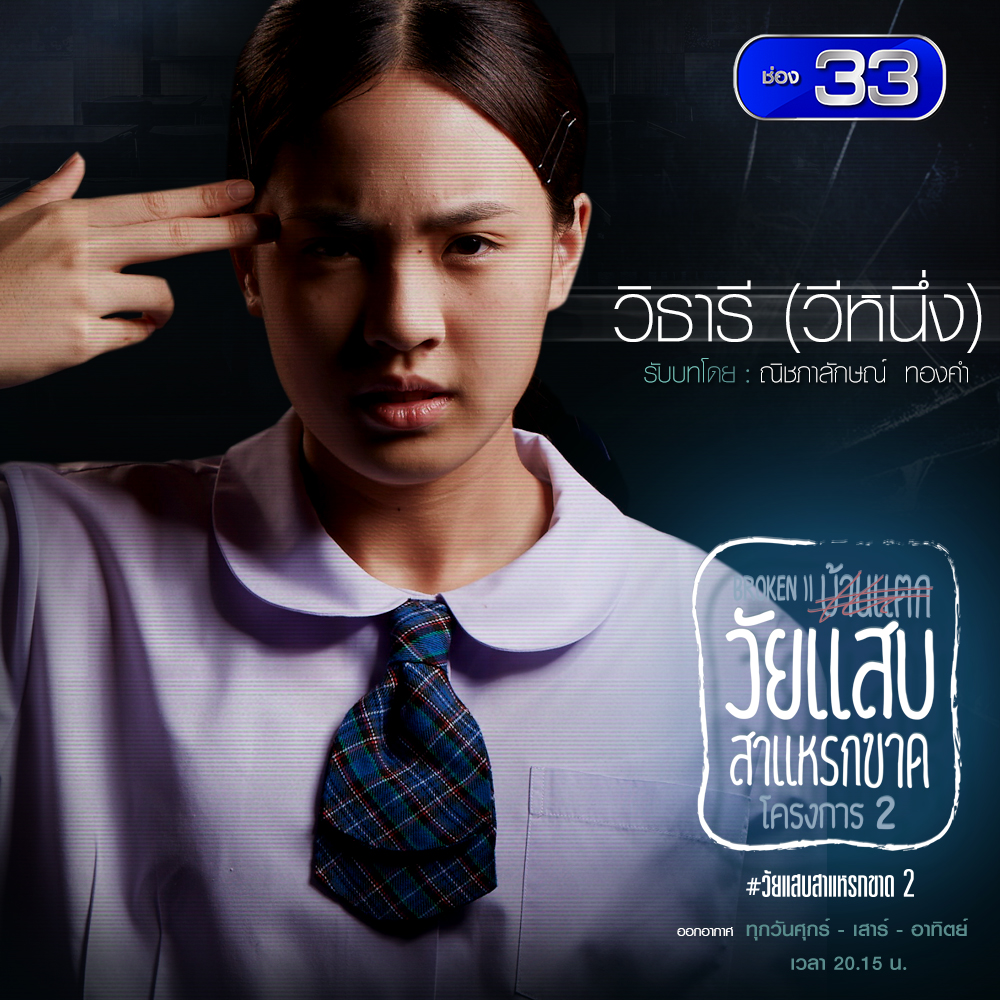 ช่อง 33
วิธารี (วีหนึ่ง)
รับบทโดย : ณิชภาลักษณ์ ทองคำ
BROKEN II บ้านแตก
วัยแสบ
สาแหรกขาด
โครงการ 2
#วัยแสบสาแหรกขาด 2
ออกอากาศ ทุกวันศุกร์ - เสาร์ - อาทิตย์
เวลา 20.15 น.